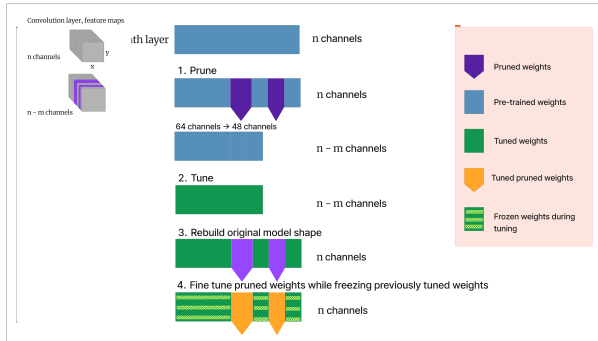 Convolution layer, feature maps
n channels
y
x
n − m channels
layer
n channels
1. Prune
n channels
64 channels → 48 channels
n − m channels
2. Tune
n − m channels
3. Rebuild original model shape
n channels
4. Fine tune pruned weights while freezing previously tuned weights
n channels
Pruned weights
Pre-trained weights
Tuned weights
Tuned pruned weights
Frozen weights during
tuning